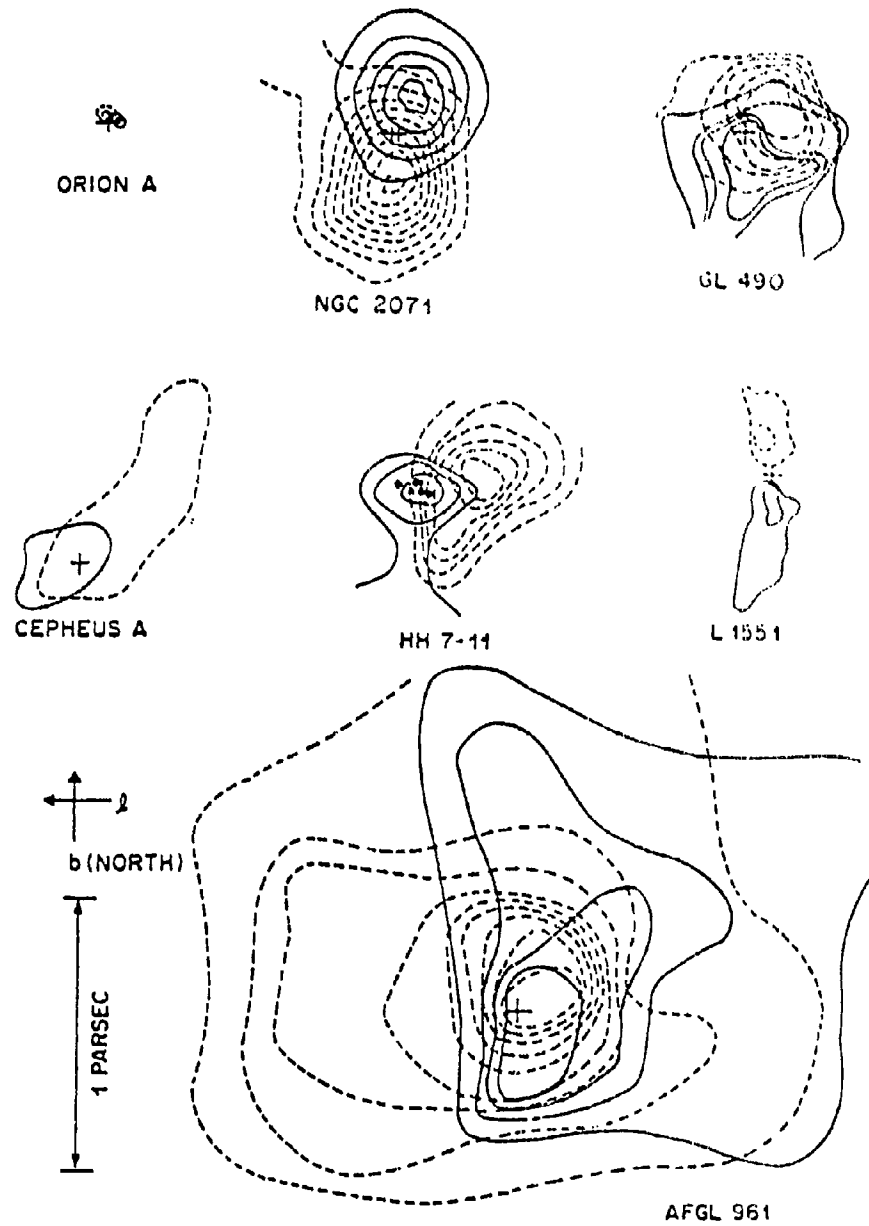 ORION A
NGC 2071
GL 490
CEPHEUS A
HH 7-11
L 1551
ℓ
b (NORTH)
1 PARSEC
AFGL 961